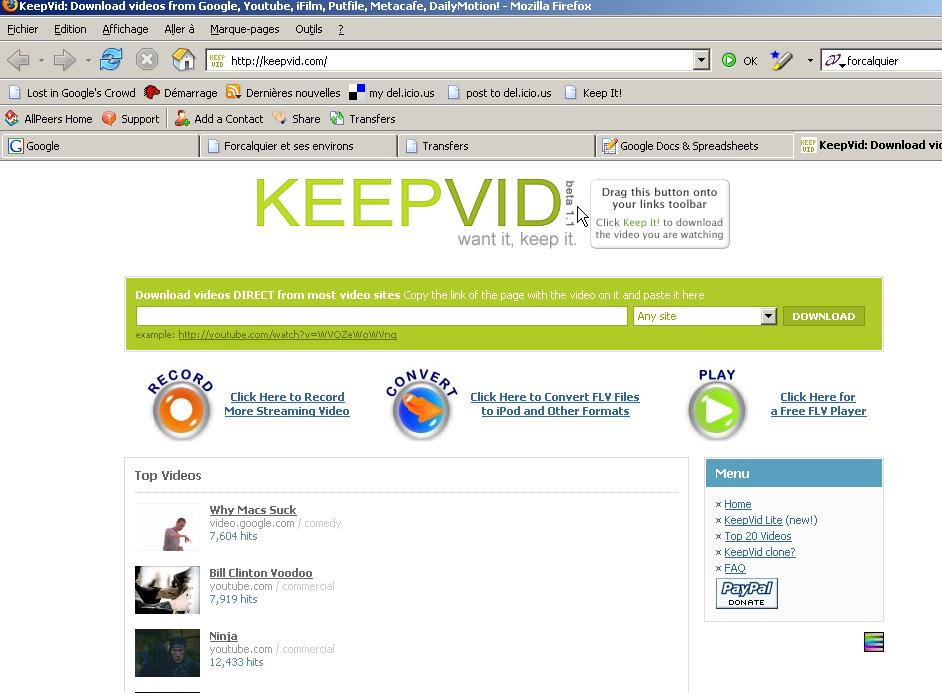 KeepVid: Download videos from Google, Youtube, iFilm, Putfile, Metacafe, DailyMotion! - Mozilla Firefox
Fichier Edition Affichage Aller à Marque-pages Outils ?
KEEP VID http://keepvid.com/ OK forcalquier
Lost in Google's Crowd Démarrage Dernières nouvelles my del.icio.us post to del.icio.us Keep It!
AllPeers Home Support Add a Contact Share Transfers
Google Forcalquier et ses environs Transfers Google Docs & Spreadsheets KEEP VID KeepVid: Download vid
KEEPVID beta 1.1
want it, keep it.
Drag this button onto
your links toolbar
Click Keep It! to download
the video you are watching
Download videos DIRECT from most video sites Copy the link of the page with the video on it and paste it here
Any site DOWNLOAD
example: http://youtube.com/watch?v=WVQZeWoWVnq
RECORD
Click Here to Record
More Streaming Video
CONVERT
Click Here to Convert FLV Files
to iPod and Other Formats
PLAY
Click Here for
a Free FLV Player
Top Videos
Why Macs Suck
video.google.com / comedy
7,604 hits
Bill Clinton Voodoo
youtube.com / commercial
7,919 hits
Ninja
youtube.com / commercial
12,433 hits
Menu
× Home
× KeepVid Lite (new!)
× Top 20 Videos
× KeepVid clone?
× FAQ
PayPal
DONATE